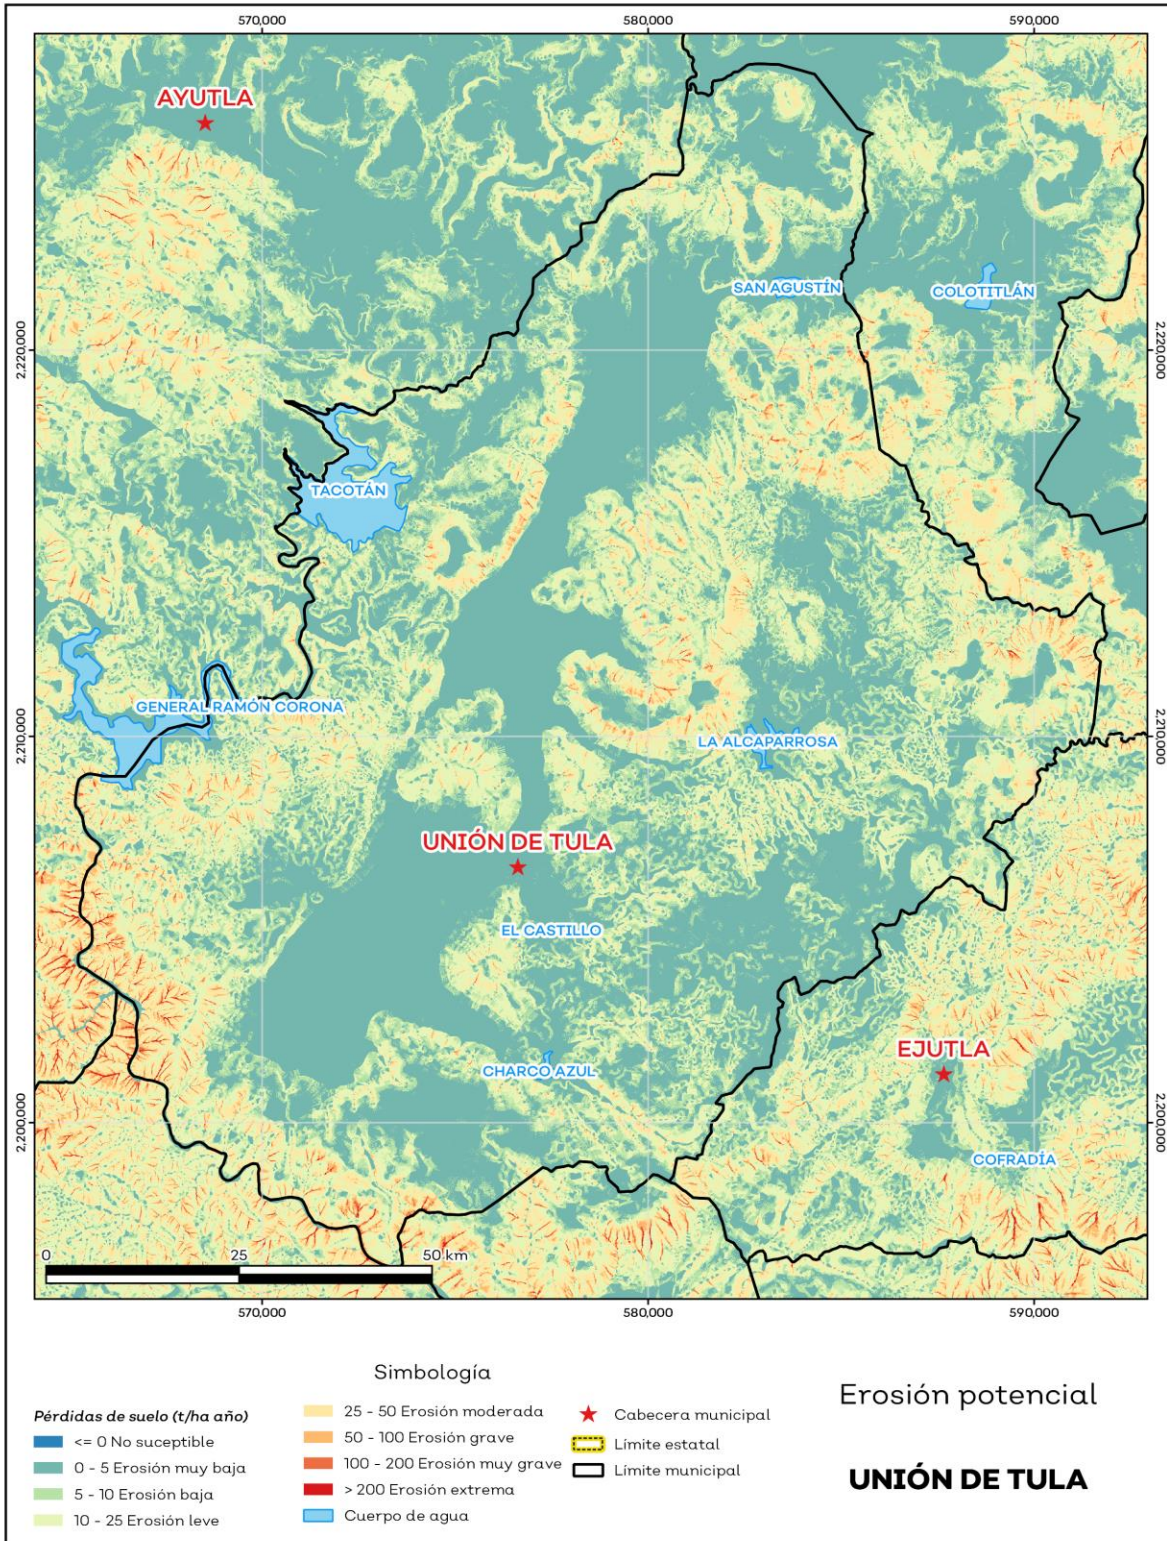 570,000 580,000 590,000
AYUTLA
SAN AGUSTÍN
COLOTITLÁN
2,220,000 2,220,000
TACOTÁN
GENERAL RAMÓN CORONA
2,210,000 2,210,000
LA ALCAPARROSA
UNIÓN DE TULA
EL CASTILLO
EJUTLA
CHARCO AZUL
2,200,000 2,200,000
COFRADÍA
0 25 50 km
570,000 580,000 590,000
Simbología
Pérdidas de suelo (t/ha año)
<= 0 No suceptible
0 - 5 Erosión muy baja
5 - 10 Erosión baja
10 - 25 Erosión leve
25 - 50 Erosión moderada
50 - 100 Erosión grave
100 - 200 Erosión muy grave
> 200 Erosión extrema
Cuerpo de agua
Cabecera municipal
Límite estatal
Límite municipal
Erosión potencial
UNIÓN DE TULA